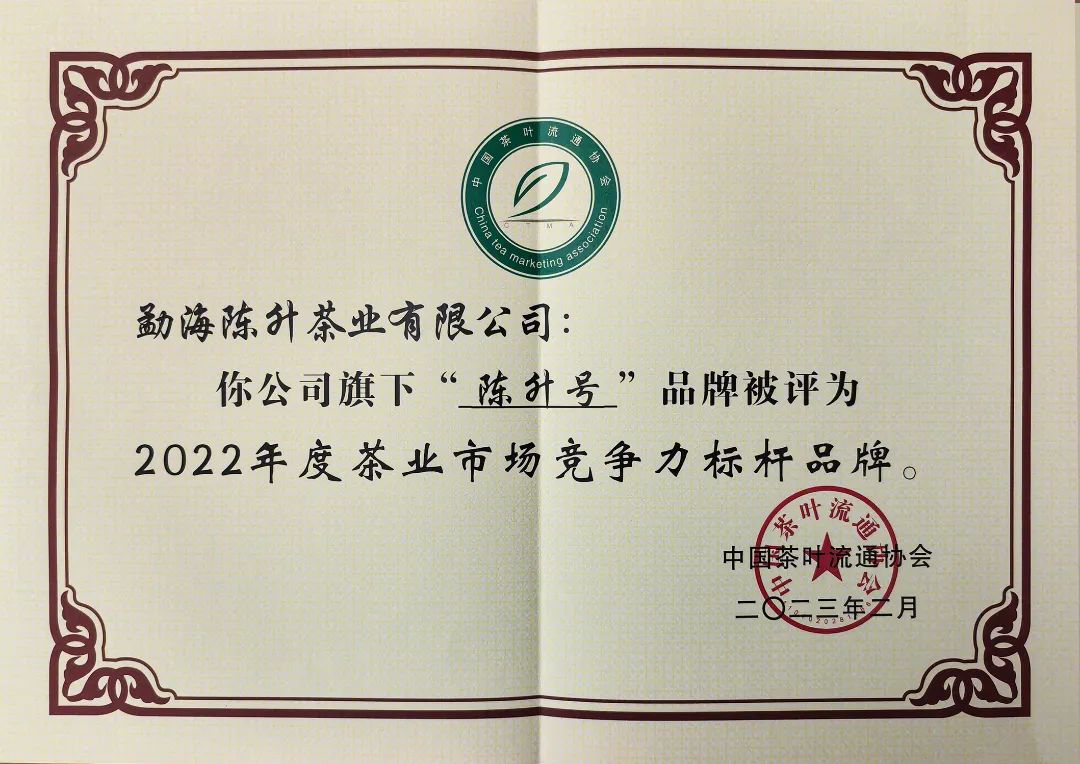 中国茶叶流通协会
CTMA
China tea marketing association
勐海陈升茶业有限公司：
你公司旗下“陈升号”品牌被评为
2022年度茶业市场竞争力标杆品牌。
中国茶叶流通协会
中国茶叶流通协会
二〇二三年二月